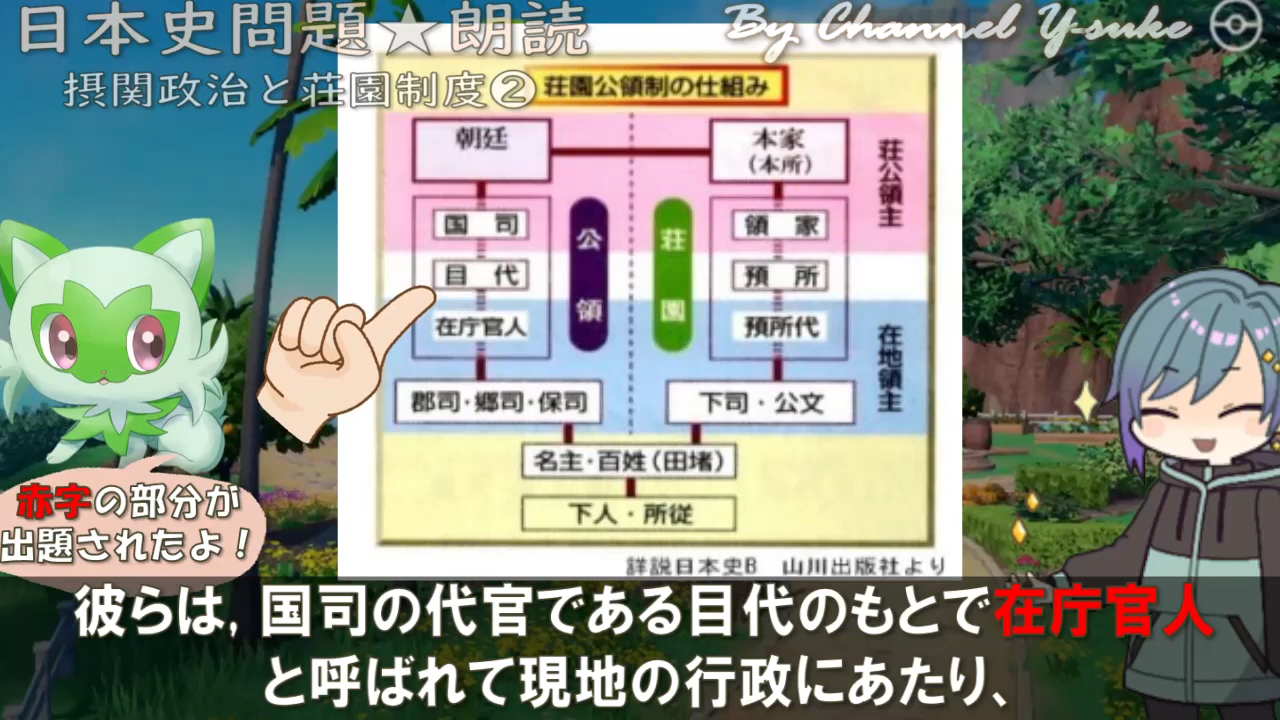 日本史問題★朗読
By Channel Y-suke
摂関政治と荘園制度②
荘園公領制の仕組み
朝廷
本家
(本所)
荘公領主
国司
公領
荘園
領家
目代
預所
在庁官人
預所代
在地領主
郡司・郷司・保司
下司・公文
名主・百姓(田堵)
下人・所従
詳説日本史B 山川出版社より
赤字の部分が
出題されたよ!
彼らは, 国司の代官である目代のもとで在庁官人
と呼ばれて現地の行政にあたり、